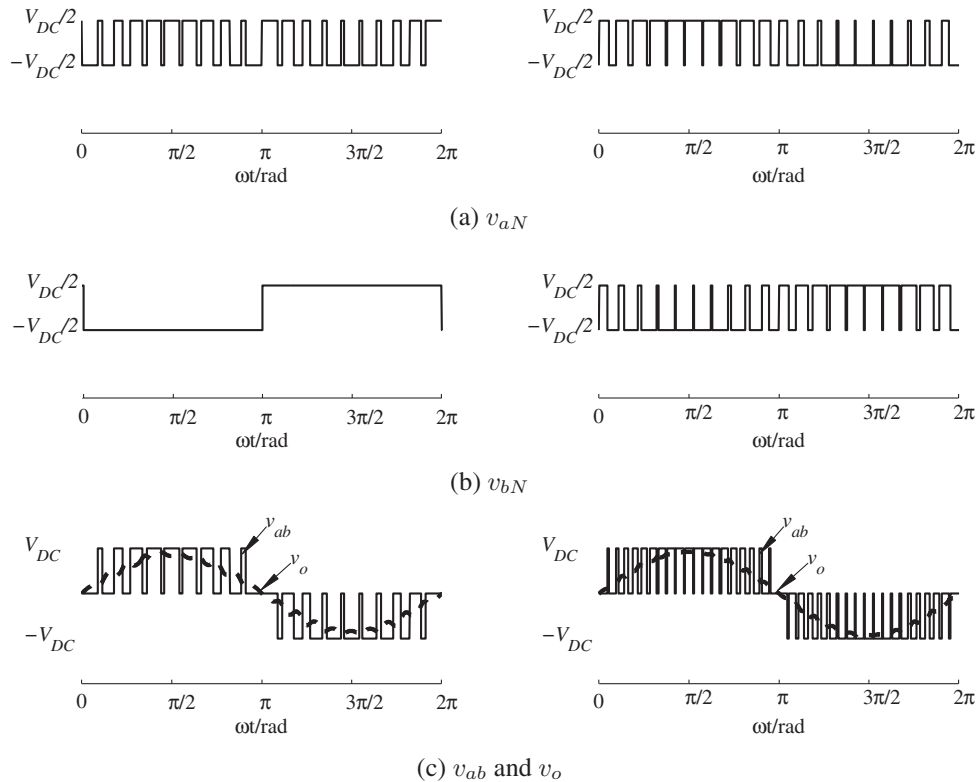 V_DC/2 V_DC/2
−V_DC/2 −V_DC/2
0 π/2 π 3π/2 2π 0 π/2 π 3π/2 2π
ωt/rad ωt/rad
(a) v_aN
V_DC/2 V_DC/2
−V_DC/2 −V_DC/2
0 π/2 π 3π/2 2π 0 π/2 π 3π/2 2π
ωt/rad ωt/rad
(b) v_bN
v_ab v_ab
V_DC V_DC
v_o v_o
−V_DC −V_DC
0 π/2 π 3π/2 2π 0 π/2 π 3π/2 2π
ωt/rad ωt/rad
(c) v_ab and v_o